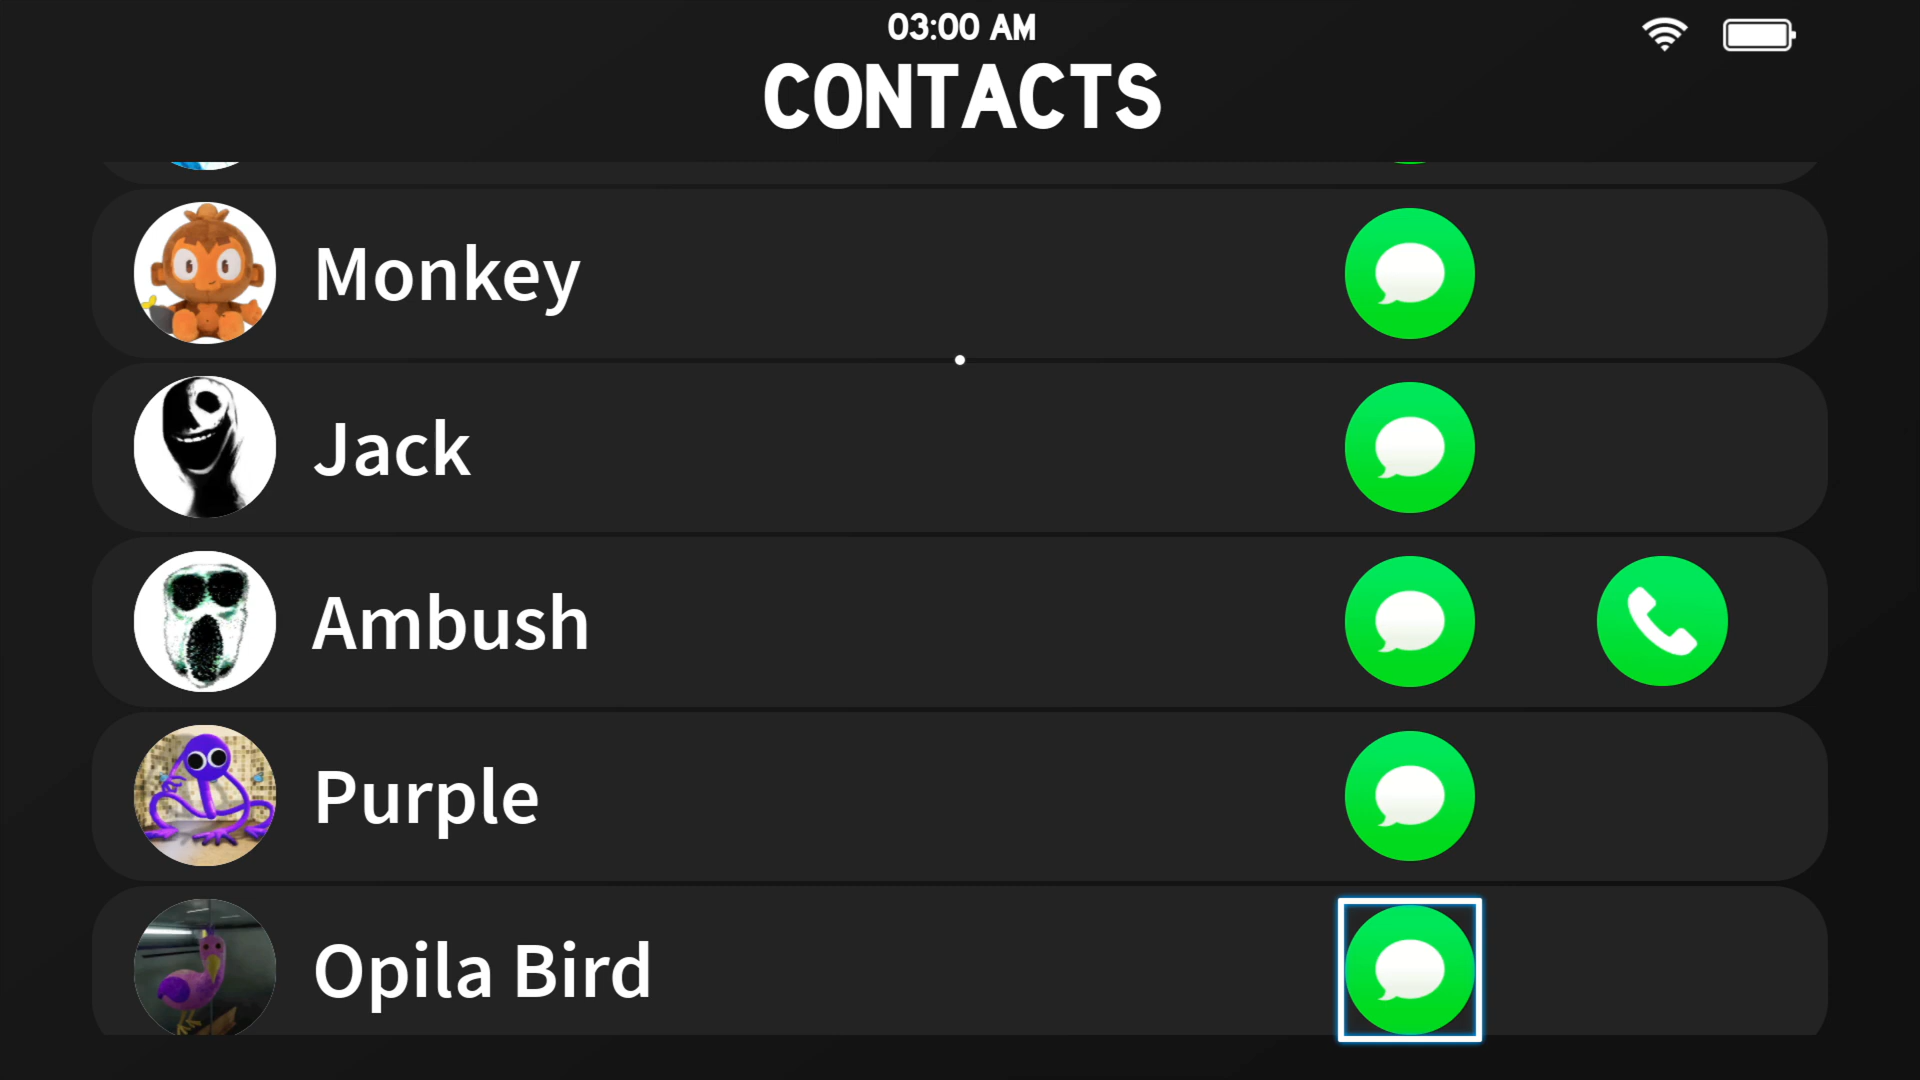 03:00 AM
CONTACTS
Monkey
Jack
Ambush
Purple
Opila Bird